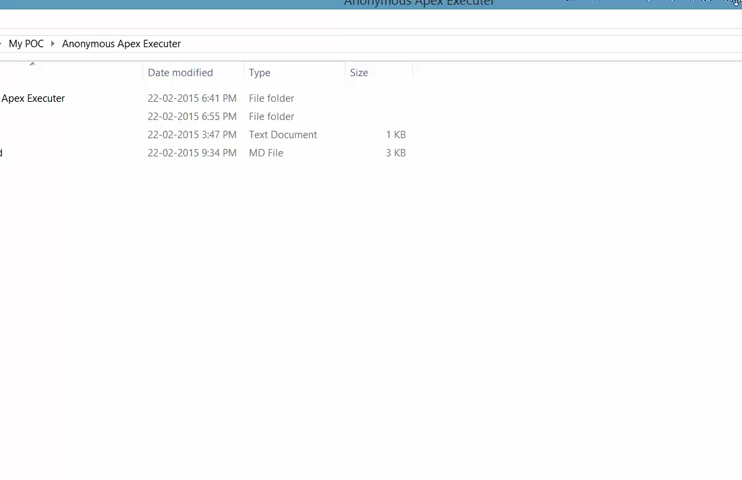 Anonymous Apex Executer
My POC Anonymous Apex Executer
Date modified Type Size
Apex Executer 22-02-2015 6:41 PM File folder
22-02-2015 6:55 PM File folder
22-02-2015 3:47 PM Text Document 1 KB
d 22-02-2015 9:34 PM MD File 3 KB